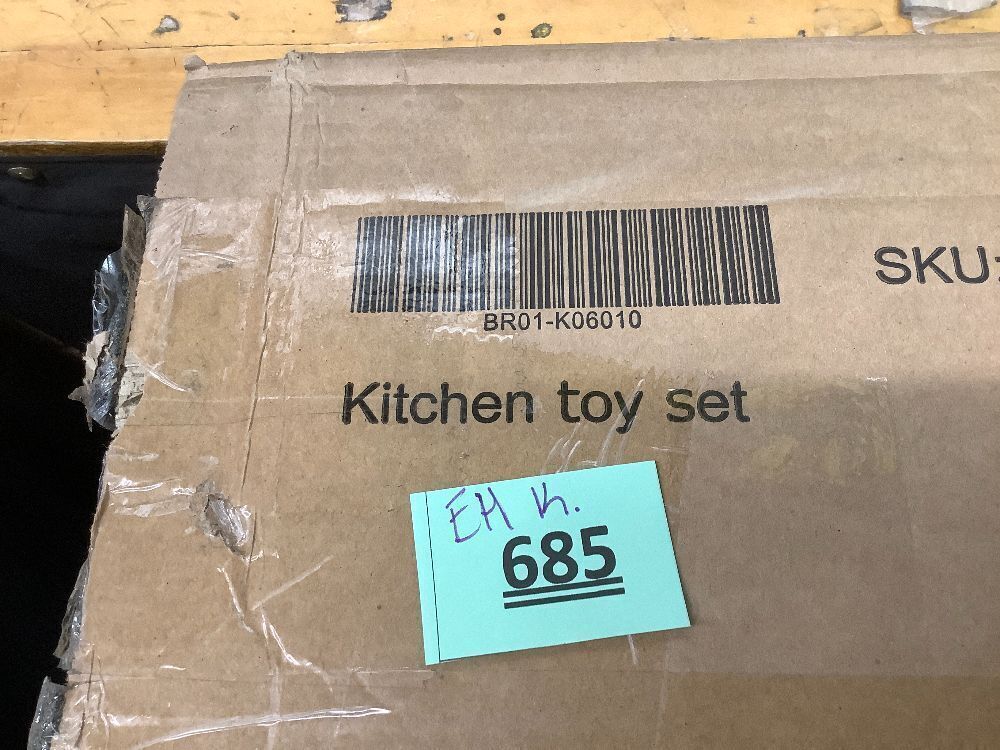 BR01-K06010
SKU:
Kitchen toy set
EH K.
685